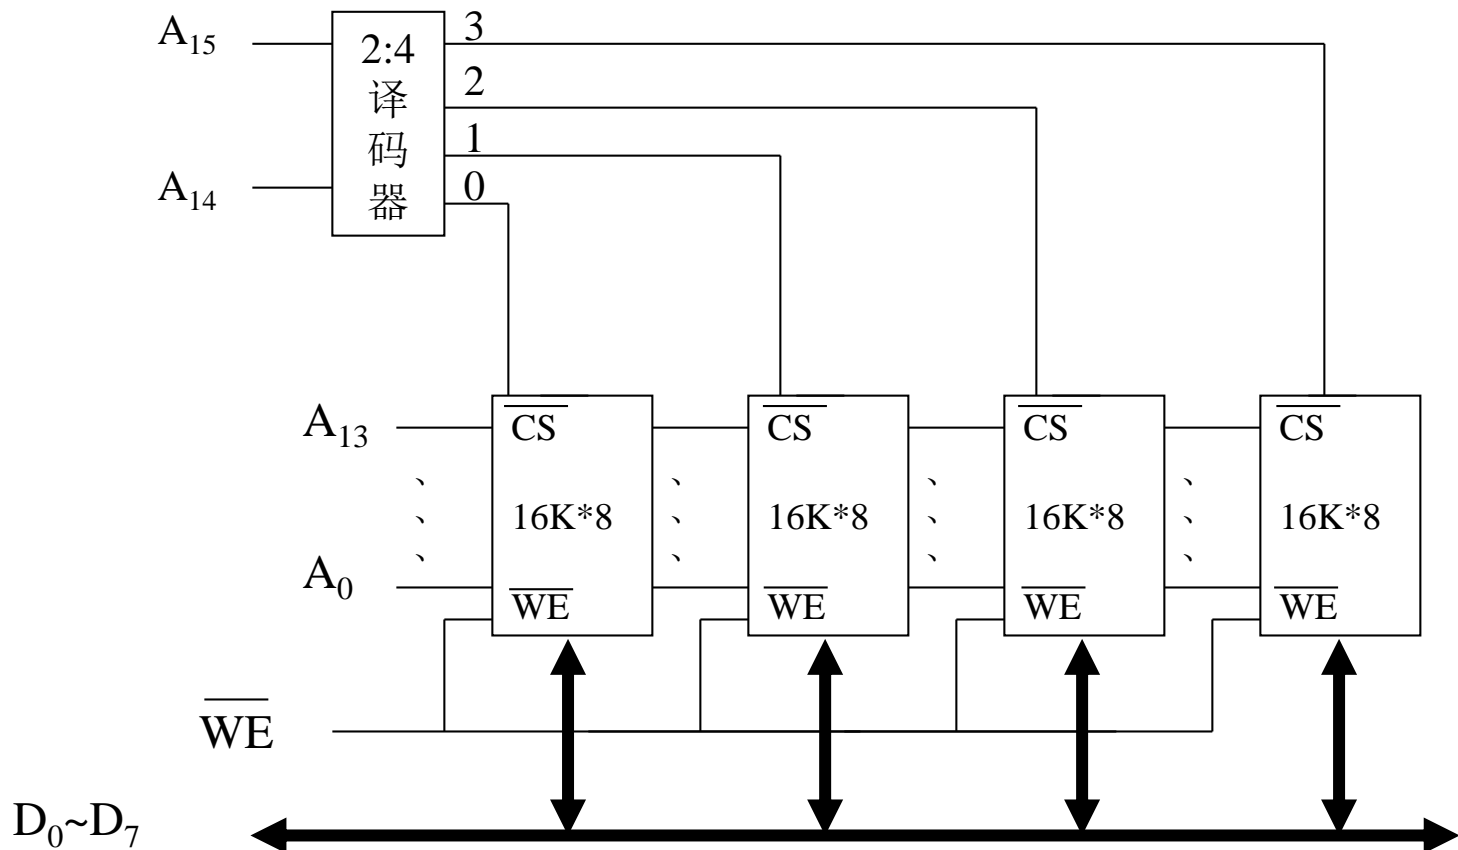 A₁₅
2:4
译
码
器
3
2
1
0
A₁₄
A₁₃
CS
CS
CS
CS
、
、
、
、
、
、
、
、
、
、
、
、
16K*8
16K*8
16K*8
16K*8
A₀
WE
WE
WE
WE
WE
D₀~D₇